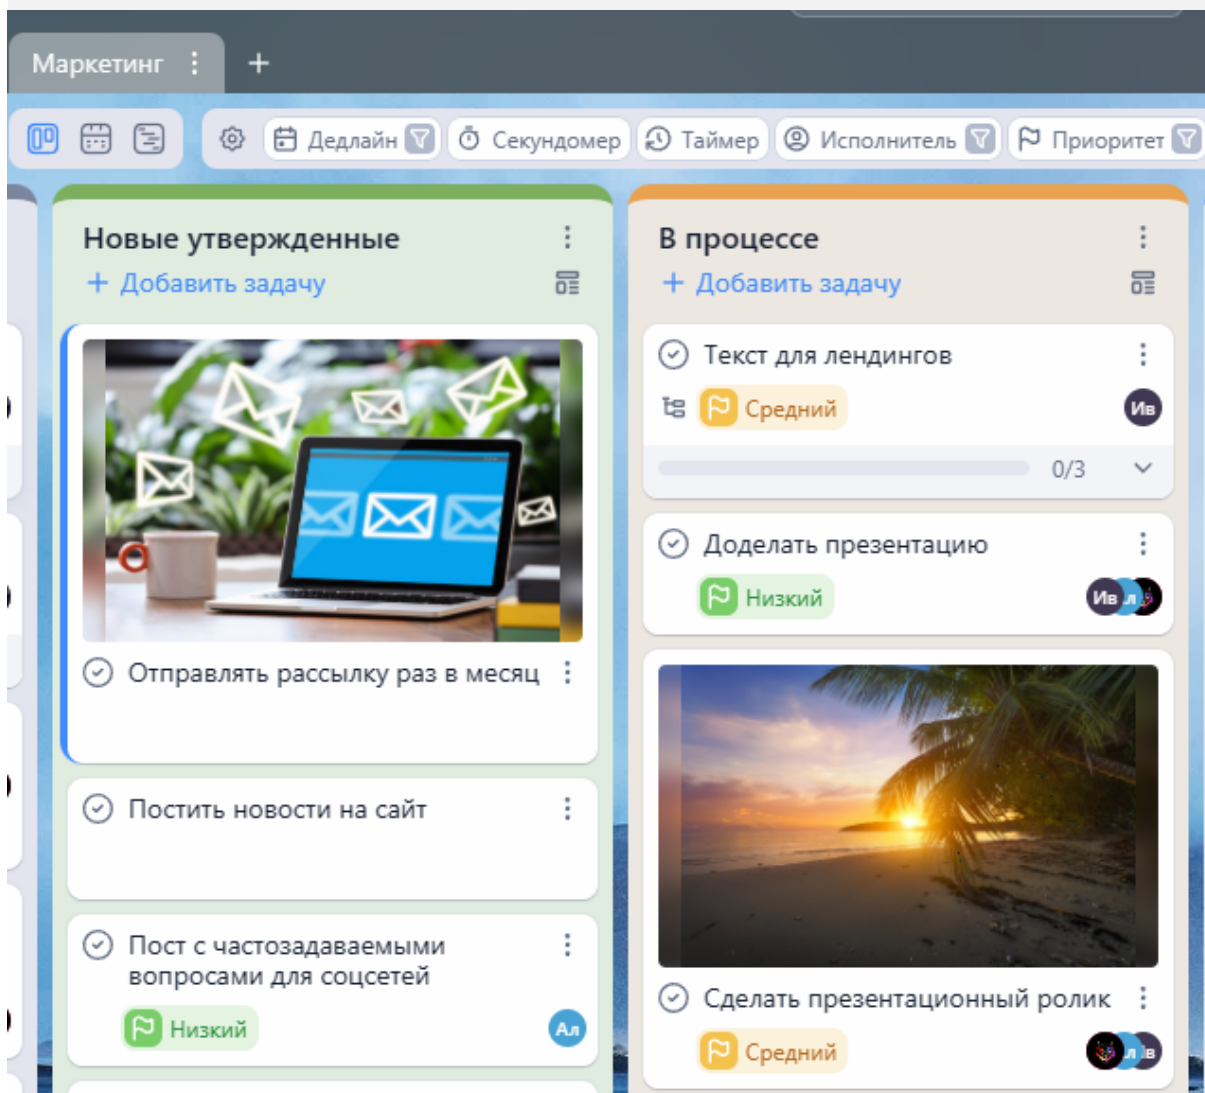 Маркетинг
Дедлайн Секундомер Таймер Исполнитель Приоритет
Новые утвержденные
+ Добавить задачу
Отправлять рассылку раз в месяц
Постить новости на сайт
Пост с частозадаваемыми
вопросами для соцсетей
Низкий Ал
В процессе
+ Добавить задачу
Текст для лендингов
Средний Ив
0/3
Доделать презентацию
Низкий Ив л
Сделать презентационный ролик
Средний л в